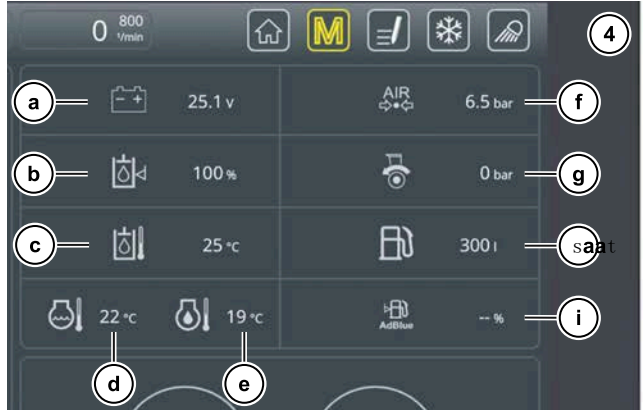 0 800 1/min M 4
a - + 25.1 v AIR 6.5 bar f
b 100 % 0 bar g
c 25 °C 300 l saat
22 °C 19 °C AdBlue -- % i
d e